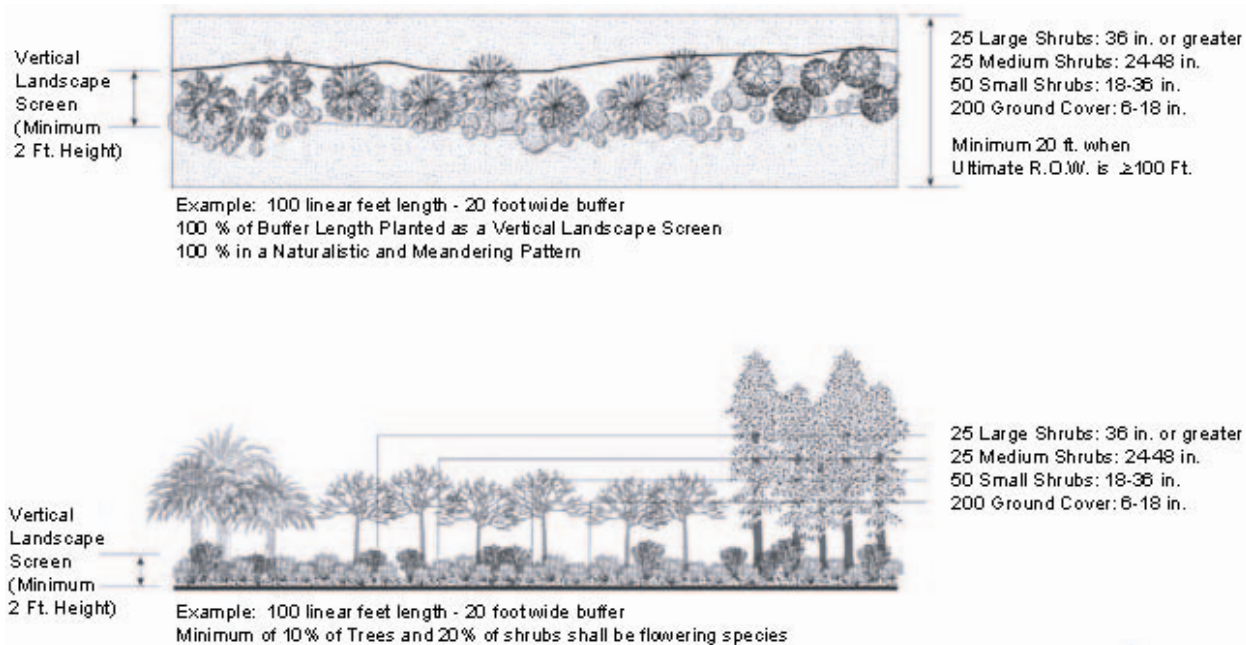 Vertical
Landscape
Screen
(Minimum
2 Ft. Height)
25 Large Shrubs: 36 in. or greater
25 Medium Shrubs: 24-48 in.
50 Small Shrubs: 18-36 in.
200 Ground Cover: 6-18 in.
Minimum 20 ft. when
Ultimate R.O.W. is ≥100 Ft.
Example: 100 linear feet length - 20 foot wide buffer
100 % of Buffer Length Planted as a Vertical Landscape Screen
100 % in a Naturalistic and Meandering Pattern
25 Large Shrubs: 36 in. or greater
25 Medium Shrubs: 24-48 in.
50 Small Shrubs: 18-36 in.
200 Ground Cover: 6-18 in.
Vertical
Landscape
Screen
(Minimum
2 Ft. Height)
Example: 100 linear feet length - 20 foot wide buffer
Minimum of 10% of Trees and 20% of shrubs shall be flowering species